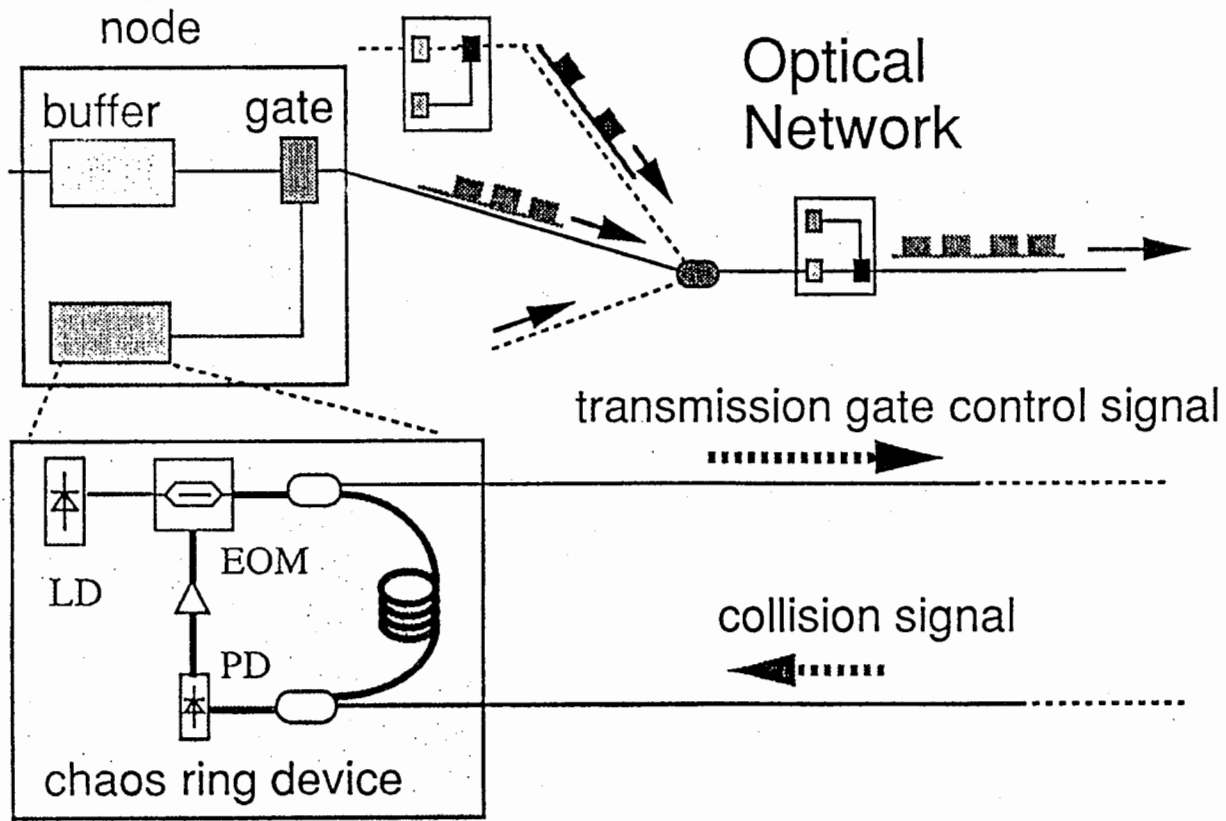 node
Optical
Network
buffer
gate
transmission gate control signal
EOM
LD
PD
collision signal
chaos ring device